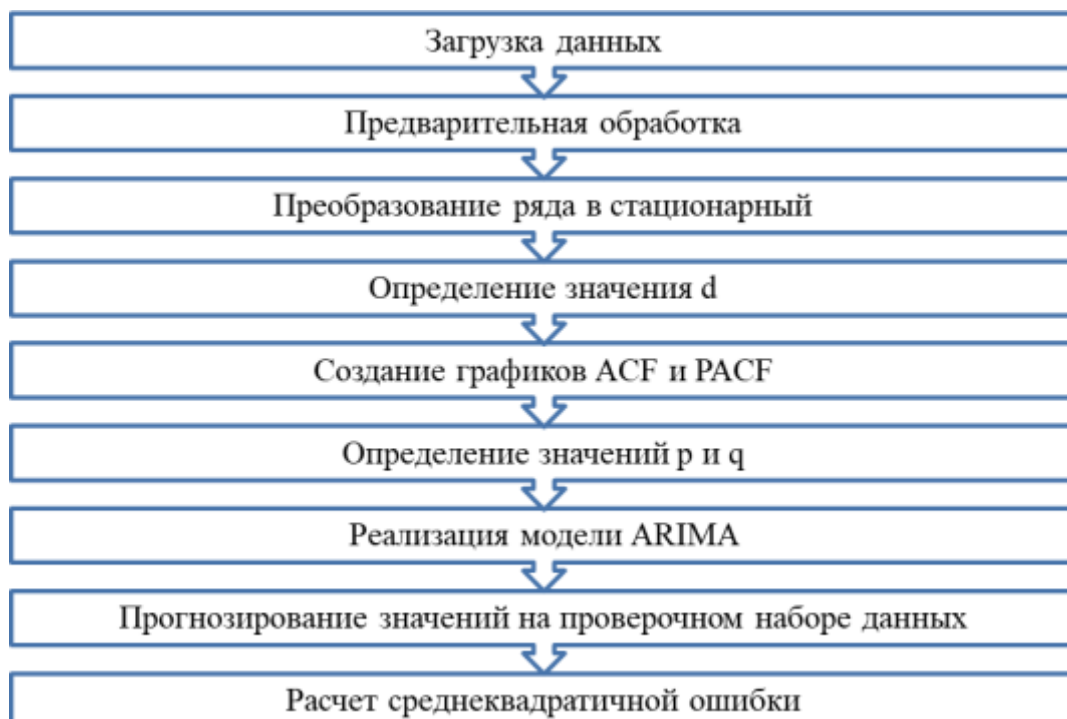 Загрузка данных
Предварительная обработка
Преобразование ряда в стационарный
Определение значения d
Создание графиков ACF и PACF
Определение значений p и q
Реализация модели ARIMA
Прогнозирование значений на проверочном наборе данных
Расчет среднеквадратичной ошибки